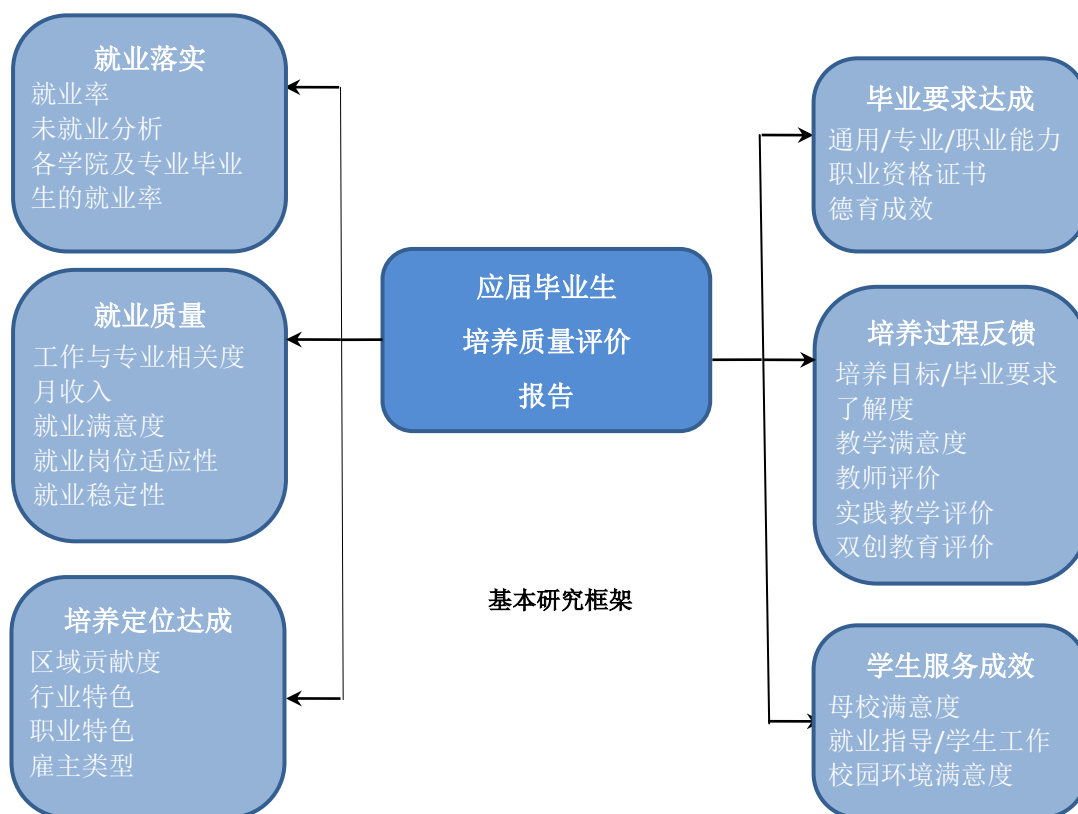 就业落实
就业率
未就业分析
各学院及专业毕业
生的就业率
就业质量
工作与专业相关度
月收入
就业满意度
就业岗位适应性
就业稳定性
培养定位达成
区域贡献度
行业特色
职业特色
雇主类型
应届毕业生
培养质量评价
报告
基本研究框架
毕业要求达成
通用/专业/职业能力
职业资格证书
德育成效
培养过程反馈
培养目标/毕业要求
了解度
教学满意度
教师评价
实践教学评价
双创教育评价
学生服务成效
母校满意度
就业指导/学生工作
校园环境满意度